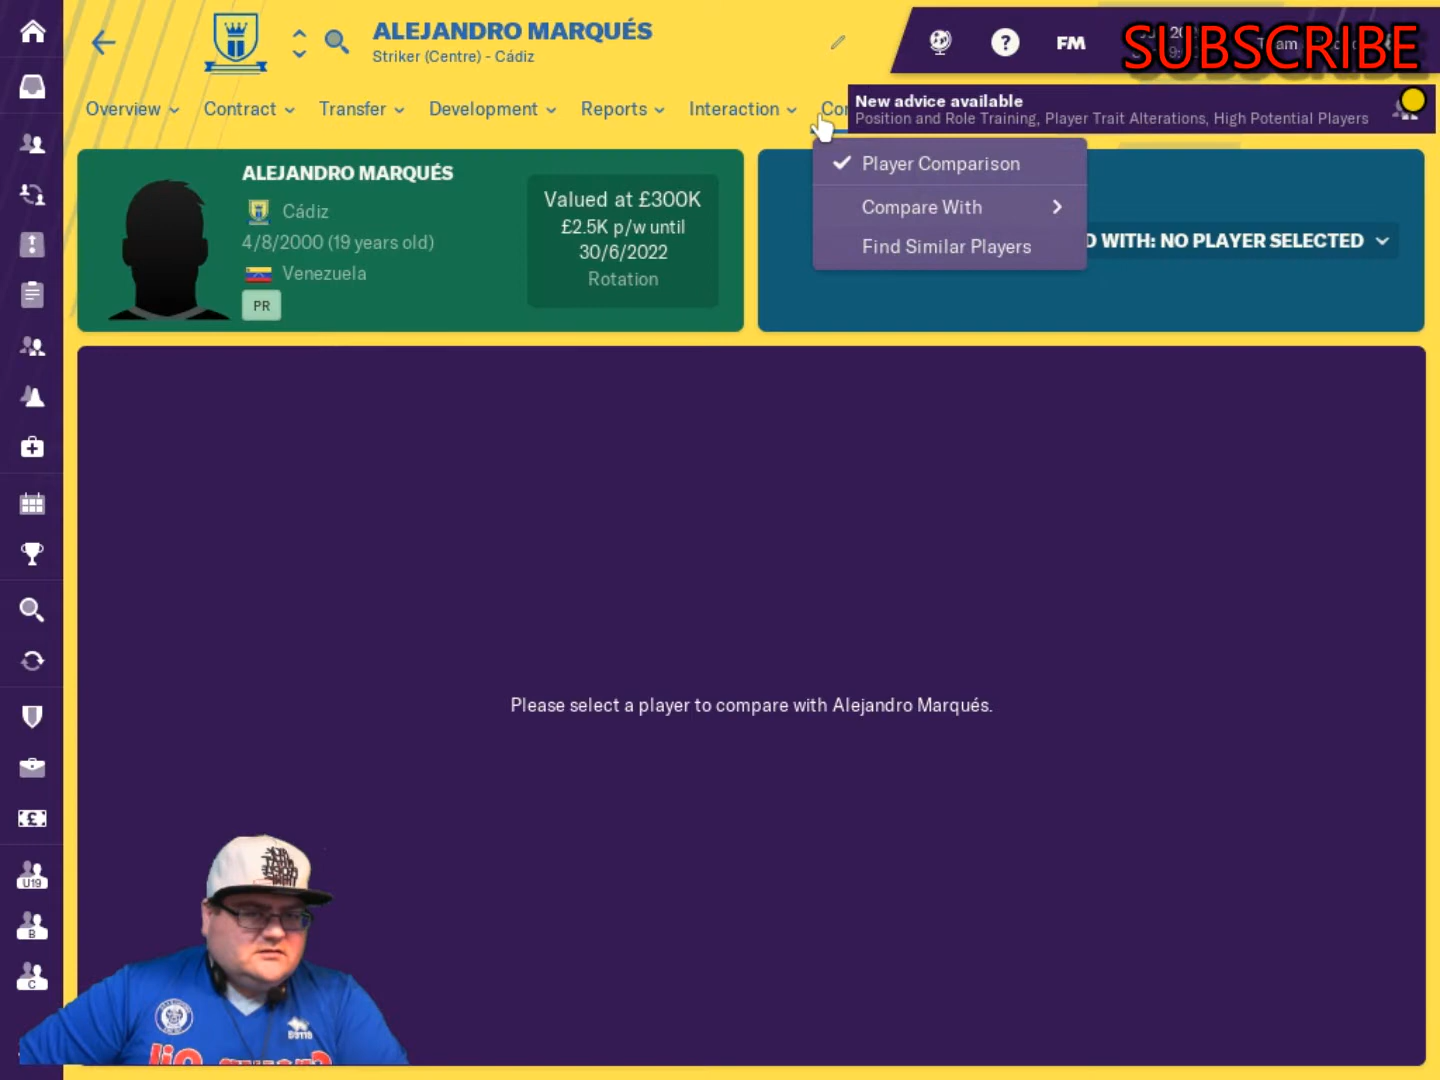 ALEJANDRO MARQUÉS
Striker (Centre) - Cádiz
FM
SUBSCRIBE
Overview
Contract
Transfer
Development
Reports
Interaction
New advice available
Position and Role Training, Player Trait Alterations, High Potential Players
ALEJANDRO MARQUÉS
Cádiz
4/8/2000 (19 years old)
Venezuela
PR
Valued at £300K
£2.5K p/w until
30/6/2022
Rotation
Player Comparison
Compare With
Find Similar Players
WITH: NO PLAYER SELECTED
Please select a player to compare with Alejandro Marqués.
U19
B
C